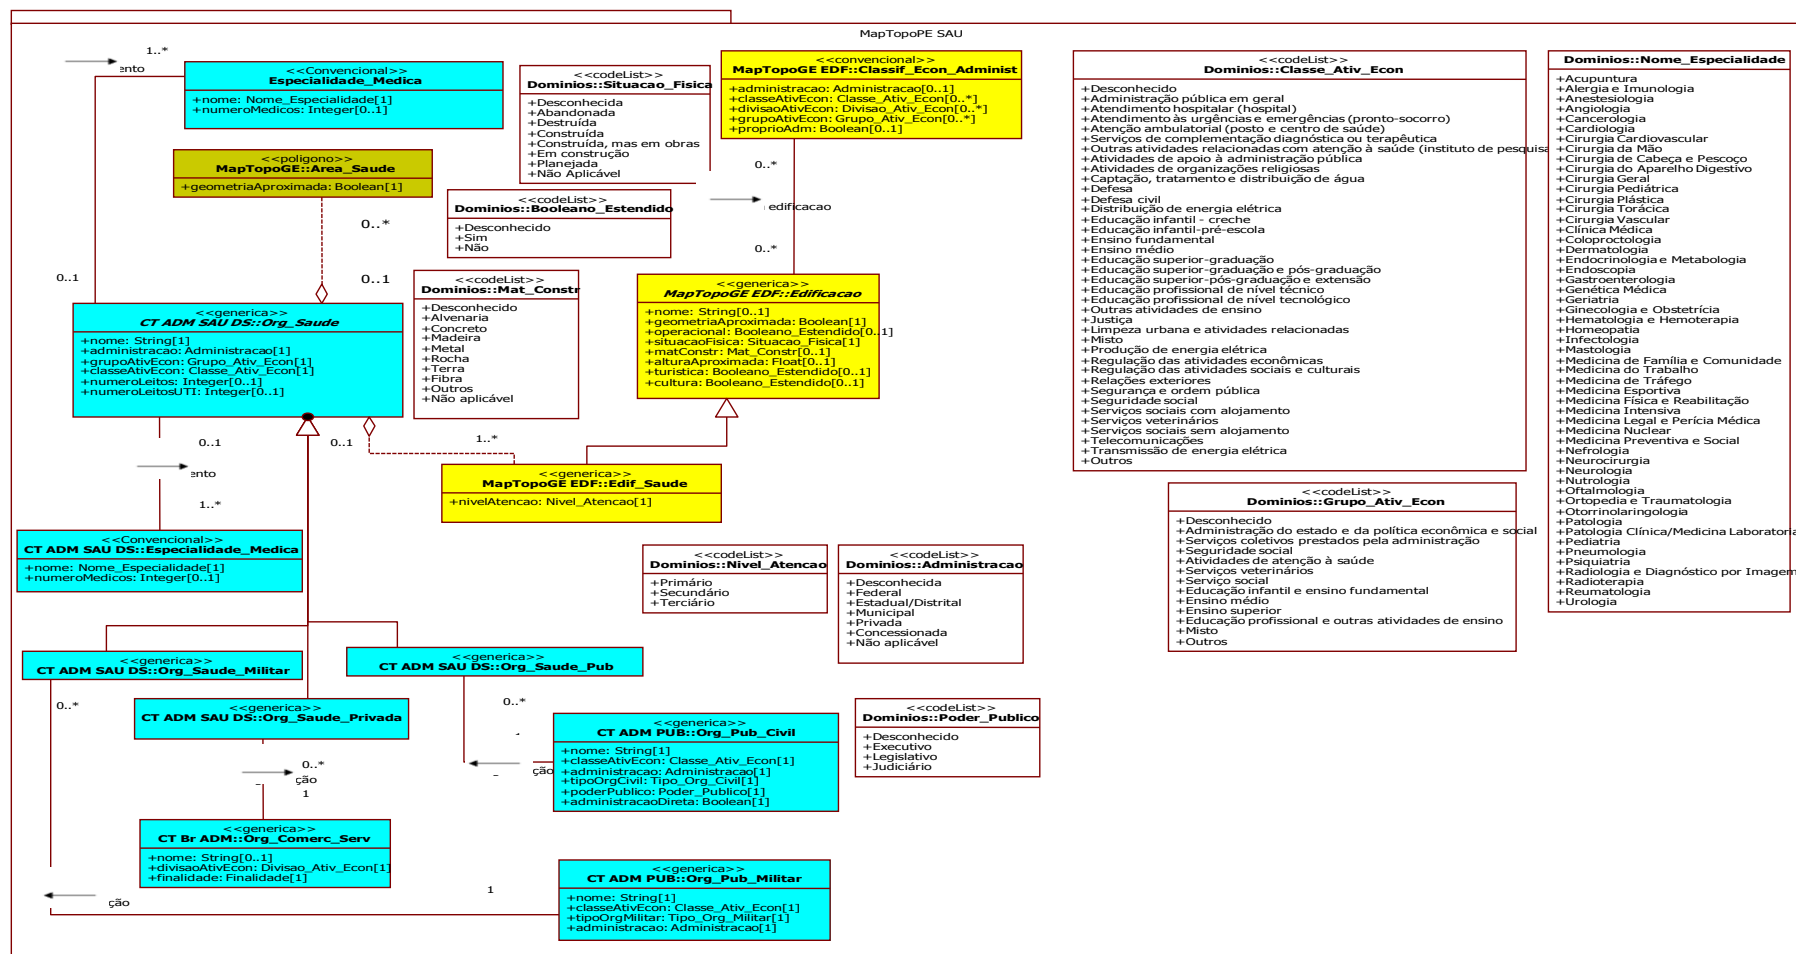 MapTopoPE SAU
1..*
ento
<<Convencional>>
Especialidade_Medica
+nome: Nome_Especialidade[1]
+numeroMedicos: Integer[0..1]
<<poligono>>
MapTopoGE::Area_Saude
+geometriaAproximada: Boolean[1]
0..*
0..1
0..1
<<codeList>>
Dominios::Situacao_Fisica
+Desconhecida
+Abandonada
+Destruída
+Construída
+Construída, mas em obras
+Em construção
+Planejada
+Não Aplicável
<<codeList>>
Dominios::Booleano_Estendido
+Desconhecido
+Sim
+Não
<<codeList>>
Dominios::Mat_Constr
+Desconhecido
+Alvenaria
+Concreto
+Madeira
+Metal
+Rocha
+Terra
+Fibra
+Outros
+Não aplicável
<<convencional>>
MapTopoGE EDF::Classif_Econ_Administ
+administracao: Administracao[0..1]
+classeAtivEcon: Classe_Ativ_Econ[0..*]
+divisaoAtivEcon: Divisao_Ativ_Econ[0..*]
+grupoAtivEcon: Grupo_Ativ_Econ[0..*]
+proprioAdm: Boolean[0..1]
0..*
edificacao
0..*
<<generica>>
MapTopoGE EDF::Edificacao
+nome: String[0..1]
+geometriaAproximada: Boolean[1]
+operacional: Booleano_Estendido[0..1]
+situacaoFisica: Situacao_Fisica[1]
+matConstr: Mat_Constr[0..1]
+alturaAproximada: Float[0..1]
+turistica: Booleano_Estendido[0..1]
+cultura: Booleano_Estendido[0..1]
<<generica>>
CT ADM SAU DS::Org_Saude
+nome: String[1]
+administracao: Administracao[1]
+grupoAtivEcon: Grupo_Ativ_Econ[1]
+classeAtivEcon: Classe_Ativ_Econ[1]
+numeroLeitos: Integer[0..1]
+numeroLeitosUTI: Integer[0..1]
0..1
0..1
1..*
ento
1..*
<<generica>>
MapTopoGE EDF::Edif_Saude
+nivelAtencao: Nivel_Atencao[1]
<<Convencional>>
CT ADM SAU DS::Especialidade_Medica
+nome: Nome_Especialidade[1]
+numeroMedicos: Integer[0..1]
<<codeList>>
Dominios::Nivel_Atencao
+Primário
+Secundário
+Terciário
<<codeList>>
Dominios::Administracao
+Desconhecida
+Federal
+Estadual/Distrital
+Municipal
+Privada
+Concessionada
+Não aplicável
<<generica>>
CT ADM SAU DS::Org_Saude_Militar
<<generica>>
CT ADM SAU DS::Org_Saude_Pub
0..*
<<generica>>
CT ADM SAU DS::Org_Saude_Privada
0..*
ção
1
0..*
ção
<<generica>>
CT ADM PUB::Org_Pub_Civil
+nome: String[1]
+classeAtivEcon: Classe_Ativ_Econ[1]
+administracao: Administracao[1]
+tipoOrgCivil: Tipo_Org_Civil[1]
+poderPublico: Poder_Publico[1]
+administracaoDireta: Boolean[1]
<<codeList>>
Dominios::Poder_Publico
+Desconhecido
+Executivo
+Legislativo
+Judiciário
<<generica>>
CT Br ADM::Org_Comerc_Serv
+nome: String[0..1]
+divisaoAtivEcon: Divisao_Ativ_Econ[1]
+finalidade: Finalidade[1]
ção
1
<<generica>>
CT ADM PUB::Org_Pub_Militar
+nome: String[1]
+classeAtivEcon: Classe_Ativ_Econ[1]
+tipoOrgMilitar: Tipo_Org_Militar[1]
+administracao: Administracao[1]
<<codeList>>
Dominios::Classe_Ativ_Econ
+Desconhecido
+Administração pública em geral
+Atendimento hospitalar (hospital)
+Atendimento às urgências e emergências (pronto-socorro)
+Atenção ambulatorial (posto e centro de saúde)
+Serviços de complementação diagnóstica ou terapêutica
+Outras atividades relacionadas com atenção à saúde (instituto de pesquisa
+Atividades de apoio à administração pública
+Atividades de organizações religiosas
+Captação, tratamento e distribuição de água
+Defesa
+Defesa civil
+Distribuição de energia elétrica
+Educação infantil - creche
+Educação infantil-pré-escola
+Ensino fundamental
+Ensino médio
+Educação superior-graduação
+Educação superior-graduação e pós-graduação
+Educação superior-pós-graduação e extensão
+Educação profissional de nível técnico
+Educação profissional de nível tecnológico
+Outras atividades de ensino
+Justiça
+Limpeza urbana e atividades relacionadas
+Misto
+Produção de energia elétrica
+Regulação das atividades econômicas
+Regulação das atividades sociais e culturais
+Relações exteriores
+Segurança e ordem pública
+Seguridade social
+Serviços sociais com alojamento
+Serviços veterinários
+Serviços sociais sem alojamento
+Telecomunicações
+Transmissão de energia elétrica
+Outros
<<codeList>>
Dominios::Grupo_Ativ_Econ
+Desconhecido
+Administração do estado e da política econômica e social
+Serviços coletivos prestados pela administração
+Seguridade social
+Atividades de atenção à saúde
+Serviços veterinários
+Serviço social
+Educação infantil e ensino fundamental
+Ensino médio
+Ensino superior
+Educação profissional e outras atividades de ensino
+Misto
+Outros
Dominios::Nome_Especialidade
+Acupuntura
+Alergia e Imunologia
+Anestesiologia
+Angiologia
+Cancerologia
+Cardiologia
+Cirurgia Cardiovascular
+Cirurgia da Mão
+Cirurgia de Cabeça e Pescoço
+Cirurgia do Aparelho Digestivo
+Cirurgia Geral
+Cirurgia Pediátrica
+Cirurgia Plástica
+Cirurgia Torácica
+Cirurgia Vascular
+Clínica Médica
+Coloproctologia
+Dermatologia
+Endocrinologia e Metabologia
+Endoscopia
+Gastroenterologia
+Genética Médica
+Geriatria
+Ginecologia e Obstetrícia
+Hematologia e Hemoterapia
+Homeopatia
+Infectologia
+Mastologia
+Medicina de Família e Comunidade
+Medicina do Trabalho
+Medicina de Tráfego
+Medicina Esportiva
+Medicina Física e Reabilitação
+Medicina Intensiva
+Medicina Legal e Perícia Médica
+Medicina Nuclear
+Medicina Preventiva e Social
+Nefrologia
+Neurocirurgia
+Neurologia
+Nutrologia
+Oftalmologia
+Ortopedia e Traumatologia
+Otorrinolaringologia
+Patologia
+Patologia Clínica/Medicina Laboratoria
+Pediatria
+Pneumologia
+Psiquiatria
+Radiologia e Diagnóstico por Imagem
+Radioterapia
+Reumatologia
+Urologia